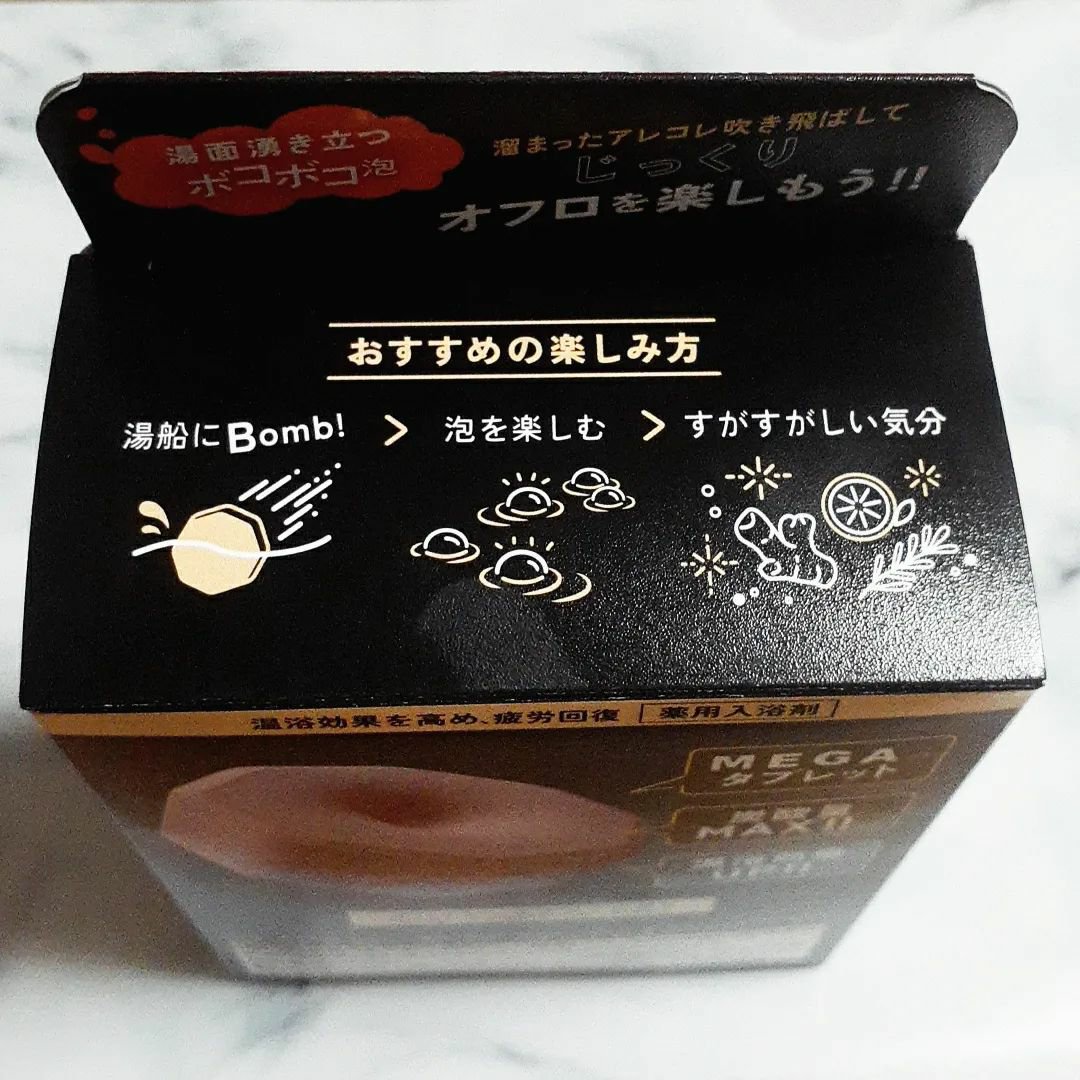 湯面湧き立つ
ボコボコ泡
溜まったアレコレ吹き飛ばして
じっくり
オフロを楽しもう!!
おすすめの楽しみ方
湯船にBomb! > 泡を楽しむ > すがすがしい気分
温浴効果を高め、疲労回復 薬用入浴剤
MEGA
タブレット
MAX!!